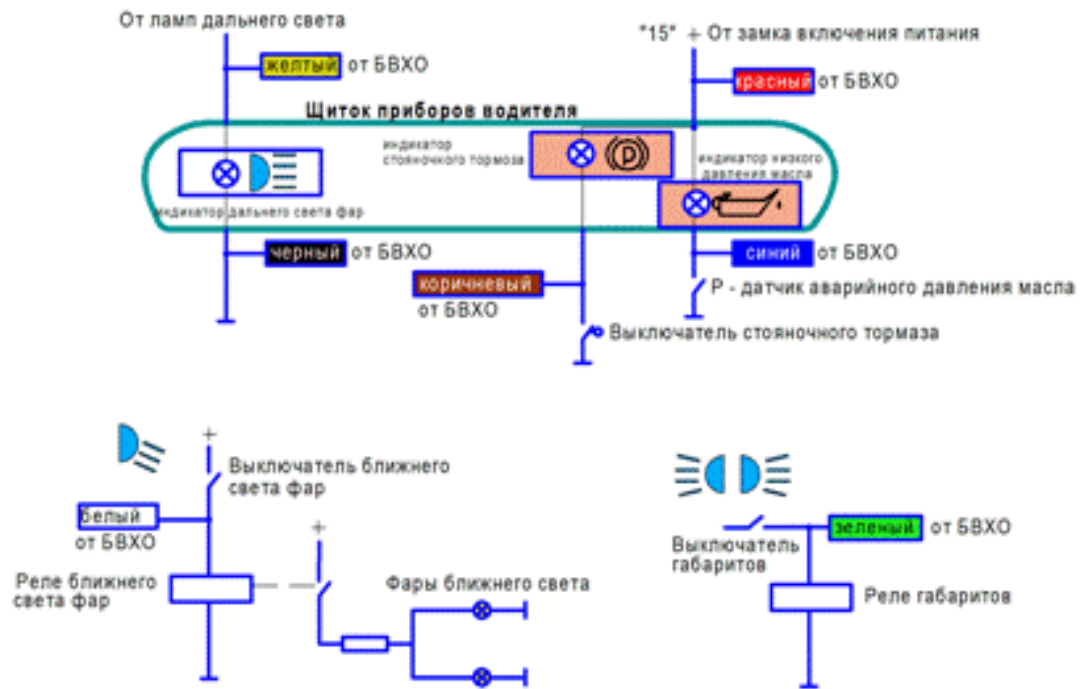 От ламп дальнего света
"15" + От замка включения питания
желтый от БВХО
красный от БВХО
Щиток приборов водителя
индикатор
стояночного тормоза
P
индикатор низкого
давления масла
индикатор дальнего света фар
черный от БВХО
синий от БВХО
коричневый
от БВХО
Р - датчик аварийного давления масла
Выключатель стояночного тормаза
+
Выключатель ближнего
света фар
белый
от БВХО
+
зеленый от БВХО
Выключатель
габаритов
Реле ближнего
света фар
Фары ближнего света
Реле габаритов